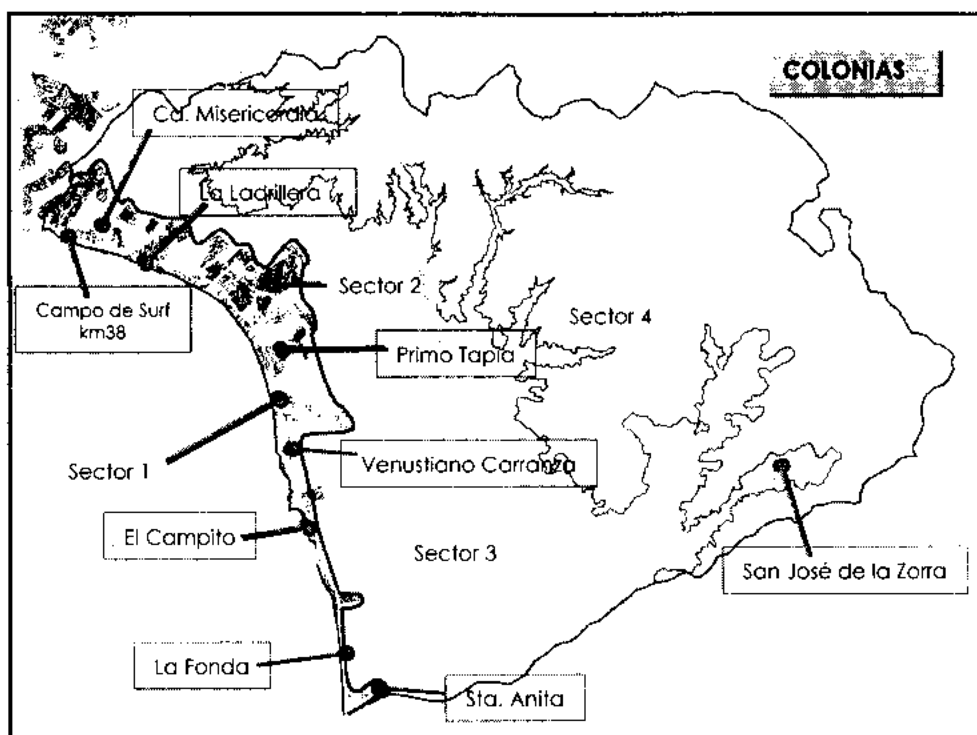 COLONIAS
Cd. Misericordia
La Ladrillera
Campo de Surf
km38
Sector 2
Sector 4
Primo Tapia
Sector 1
Venustiano Carranza
El Campito
Sector 3
San José de la Zorra
La Fonda
Sta. Anita